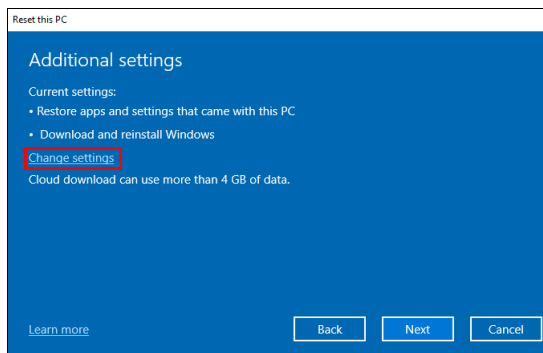 Reset this PC
Additional settings
Current settings:
• Restore apps and settings that came with this PC
• Download and reinstall Windows
Change settings
Cloud download can use more than 4 GB of data.
Learn more
Back
Next
Cancel